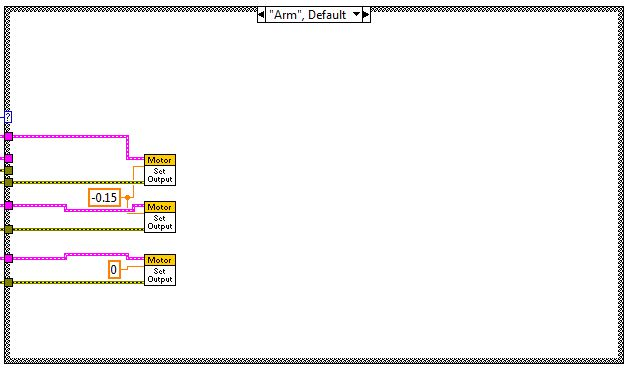 "Arm", Default
?
Motor
Set
Output
-0.15
Motor
Set
Output
Motor
0
Set
Output